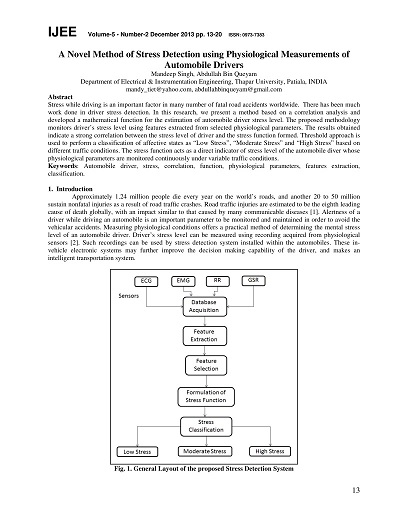 IJEE Volume-5 • Number-2 December 2013 pp. 13-20 ISSN: 0973-7383
A Novel Method of Stress Detection using Physiological Measurements of
Automobile Drivers
Mandeep Singh, Abdullah Bin Queyam
Department of Electrical & Instrumentation Engineering, Thapar University, Patiala, INDIA
mandy_tiet@yahoo.com, abdullahbinqueyam@gmail.com
Abstract
Stress while driving is an important factor in many number of fatal road accidents worldwide. There has been much
work done in driver stress detection. In this research, we present a method based on a correlation analysis and
developed a mathematical function for the estimation of automobile driver stress level. The proposed methodology
monitors driver's stress level using features extracted from selected physiological parameters. The results obtained
indicate a strong correlation between the stress level of driver and the stress function formed. Threshold approach is
used to perform a classification of affective states as "Low Stress", "Moderate Stress" and "High Stress" based on
different traffic conditions. The stress function acts as a direct indicator of stress level of the automobile diver whose
physiological parameters are monitored continuously under variable traffic conditions.
Keywords: Automobile driver, stress, correlation, function, physiological parameters, features extraction,
classification.
1. Introduction
Approximately 1.24 million people die every year on the world's roads, and another 20 to 50 million
sustain nonfatal injuries as a result of road traffic crashes. Road traffic injuries are estimated to be the eighth leading
cause of death globally, with an impact similar to that caused by many communicable diseases [1]. Alertness of a
driver while driving an automobile is an important parameter to be monitored and maintained in order to avoid the
vehicular accidents. Measuring physiological conditions offers a practical method of determining the mental stress
level of an automobile driver. Driver's stress level can be measured using recording acquired from physiological
sensors [2]. Such recordings can be used by stress detection system installed within the automobiles. These in-
vehicle electronic systems may further improve the decision making capability of the driver, and makes an
intelligent transportation system.
ECG EMG RR GSR
Sensors
Database
Acquisition
Feature
Extraction
Feature
Selection
Formulation of
Stress Function
Stress
Classification
Low Stress Moderate Stress High Stress
Fig. 1. General Layout of the proposed Stress Detection System
13